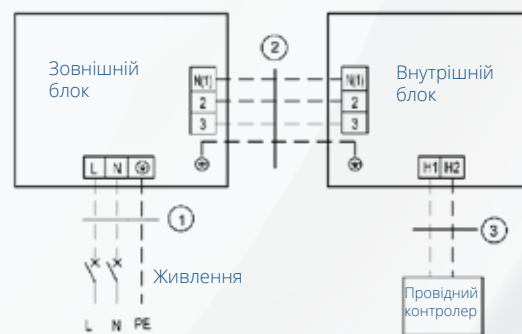 Зовнішній
блок
N(1)
2
3
L N
2
N(1)
2
3
Внутрішній
блок
H1 H2
1
Живлення
L N PE
3
Провідний
контролер